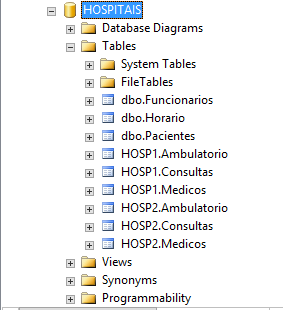 HOSPITAIS
Database Diagrams
Tables
System Tables
FileTables
dbo.Funcionarios
dbo.Horario
dbo.Pacientes
HOSP1.Ambulatorio
HOSP1.Consultas
HOSP1.Medicos
HOSP2.Ambulatorio
HOSP2.Consultas
HOSP2.Medicos
Views
Synonyms
Programmability